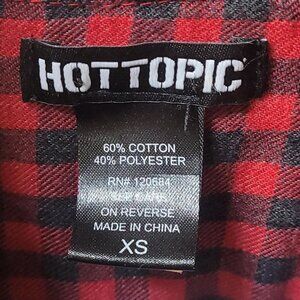 HOTTOPIC
60% COTTON
40% POLYESTER
RN# 120684
ON REVERSE
MADE IN CHINA
XS